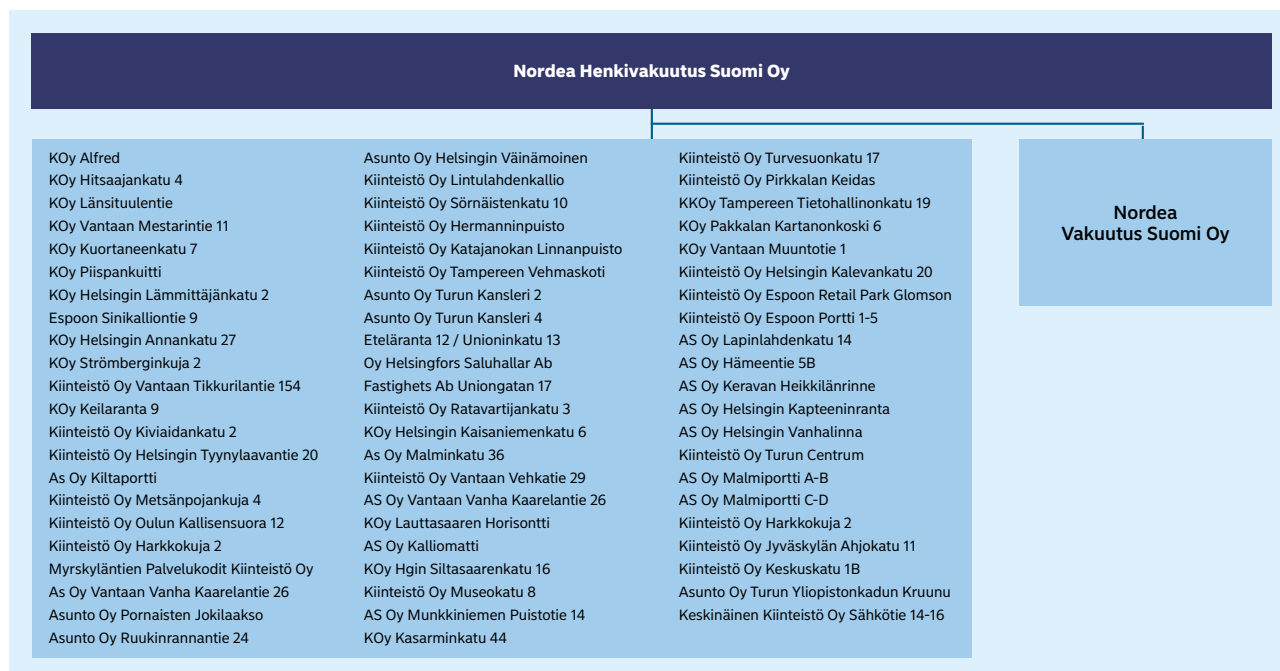 Nordea Henkivakuutus Suomi Oy
KOy Alfred
KOy Hitsaajankatu 4
KOy Länsituulentie
KOy Vantaan Mestarintie 11
KOy Kuortaneenkatu 7
KOy Piispankuitti
KOy Helsingin Lämmittäjänkatu 2
Espoon Sinikalliontie 9
KOy Helsingin Annankatu 27
KOy Strömberginkuja 2
Kiinteistö Oy Vantaan Tikkurilantie 154
KOy Keilaranta 9
Kiinteistö Oy Kiviaidankatu 2
Kiinteistö Oy Helsingin Tyynylaavantie 20
As Oy Kiltaportti
Kiinteistö Oy Metsänpojankuja 4
Kiinteistö Oy Oulun Kallisensuora 12
Kiinteistö Oy Harkkokuja 2
Myrskyläntien Palvelukodit Kiinteistö Oy
As Oy Vantaan Vanha Kaarelantie 26
Asunto Oy Pornaisten Jokilaakso
Asunto Oy Ruukinrannantie 24
Asunto Oy Helsingin Väinämoinen
Kiinteistö Oy Lintulahdenkallio
Kiinteistö Oy Sörnäistenkatu 10
Kiinteistö Oy Hermanninpuisto
Kiinteistö Oy Katajanokan Linnanpuisto
Kiinteistö Oy Tampereen Vehmaskoti
Asunto Oy Turun Kansleri 2
Asunto Oy Turun Kansleri 4
Eteläranta 12 / Unioninkatu 13
Oy Helsingfors Saluhallar Ab
Fastighets Ab Uniongatan 17
Kiinteistö Oy Ratavartijankatu 3
KOy Helsingin Kaisaniemenkatu 6
As Oy Malminkatu 36
Kiinteistö Oy Vantaan Vehkatie 29
AS Oy Vantaan Vanha Kaarelantie 26
KOy Lauttasaaren Horisontti
AS Oy Kalliomatti
KOy Hgin Siltasaarenkatu 16
Kiinteistö Oy Museokatu 8
AS Oy Munkkiniemen Puistotie 14
KOy Kasarminkatu 44
Kiinteistö Oy Turvesuonkatu 17
Kiinteistö Oy Pirkkalan Keidas
KKOy Tampereen Tietohallinonkatu 19
KOy Pakkalan Kartanonkoski 6
KOy Vantaan Muuntotie 1
Kiinteistö Oy Helsingin Kalevankatu 20
Kiinteistö Oy Espoon Retail Park Glomson
Kiinteistö Oy Espoon Portti 1-5
AS Oy Lapinlahdenkatu 14
AS Oy Hämeentie 5B
AS Oy Keravan Heikkilänrinne
AS Oy Helsingin Kapteeninranta
AS Oy Helsingin Vanhalinna
Kiinteistö Oy Turun Centrum
AS Oy Malmiportti A-B
AS Oy Malmiportti C-D
Kiinteistö Oy Harkkokuja 2
Kiinteistö Oy Jyväskylän Ahjokatu 11
Kiinteistö Oy Keskuskatu 1B
Asunto Oy Turun Yliopistonkadun Kruunu
Keskinäinen Kiinteistö Oy Sähkötie 14-16
Nordea
Vakuutus Suomi Oy